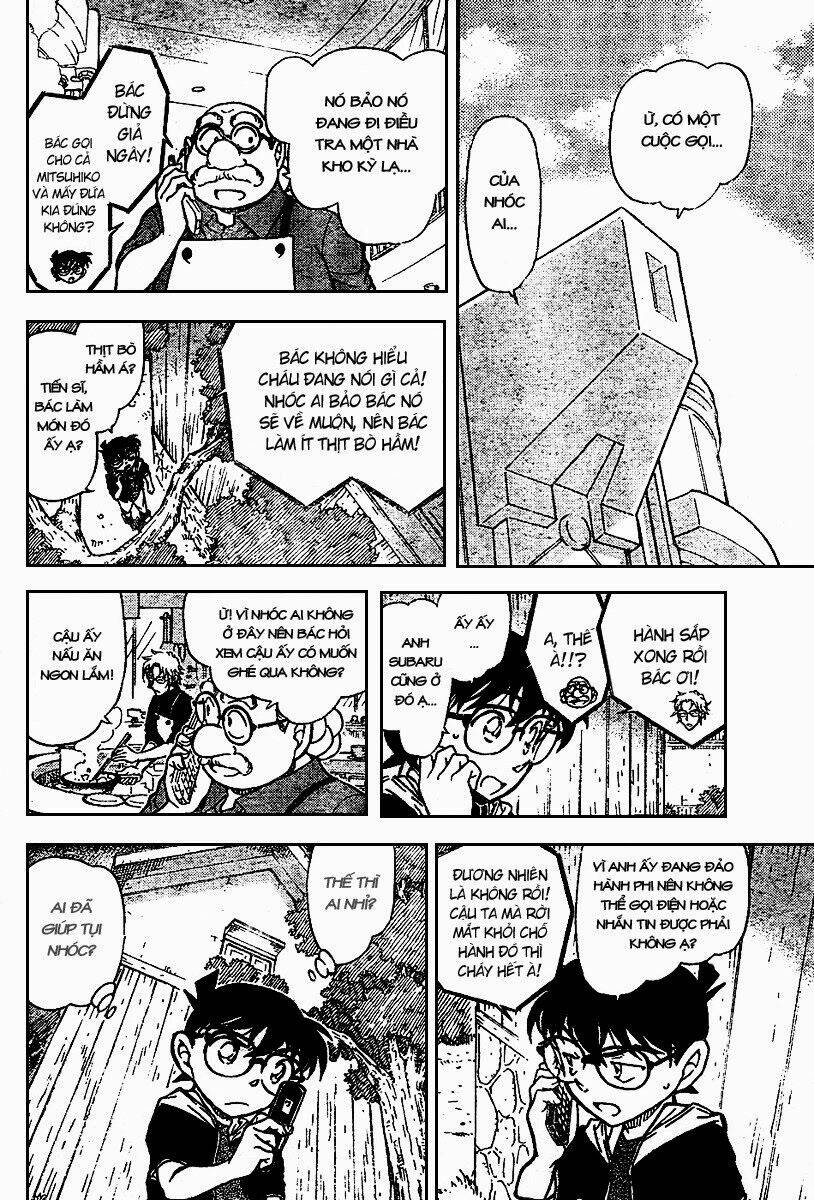 Ừ, CÓ MỘT
CUỘC GỌI...
CỦA
NHÓC
AI...
NÓ BẢO NÓ
ĐANG ĐI ĐIỀU
TRA MỘT NHÀ
KHO KỲ LẠ...
BÁC
ĐỪNG
GIẢ
NGÂY!
BÁC GỌI
CHO CẢ
MITSUHIKO
VÀ MẤY ĐỨA
KIA ĐÚNG
KHÔNG?
BÁC KHÔNG HIỂU
CHÁU ĐANG NÓI GÌ CẢ!
NHÓC AI BẢO BÁC NÓ
SẼ VỀ MUỘN, NÊN BÁC
LÀM ÍT THỊT BÒ HẦM!
THỊT BÒ
HẦM Á?
TIẾN SĨ,
BÁC LÀM
MÓN ĐÓ
ẤY Ạ?
HÀNH SẮP
XONG RỒI
BÁC ƠI!
A, THẾ
À!!?
ẤY ẤY
...
ANH
SUBARU
CŨNG Ở
ĐÓ Ạ...
Ừ! VÌ NHÓC AI KHÔNG
Ở ĐÂY NÊN BÁC HỎI
XEM CẬU ẤY CÓ MUỐN
GHÉ QUA KHÔNG?
CẬU ẤY
NẤU ĂN
NGON LẮM!
VÌ ANH ẤY ĐANG ĐẢO
HÀNH PHI NÊN KHÔNG
THỂ GỌI ĐIỆN HOẶC
NHẮN TIN ĐƯỢC PHẢI
KHÔNG Ạ?
ĐƯƠNG NHIÊN
LÀ KHÔNG RỒI!
CẬU TA MÀ RỜI
MẮT KHỎI CHỖ
HÀNH ĐÓ THÌ
CHÁY HẾT À!
THẾ THÌ
AI NHỈ?
AI ĐÃ
GIÚP TỤI
NHÓC?